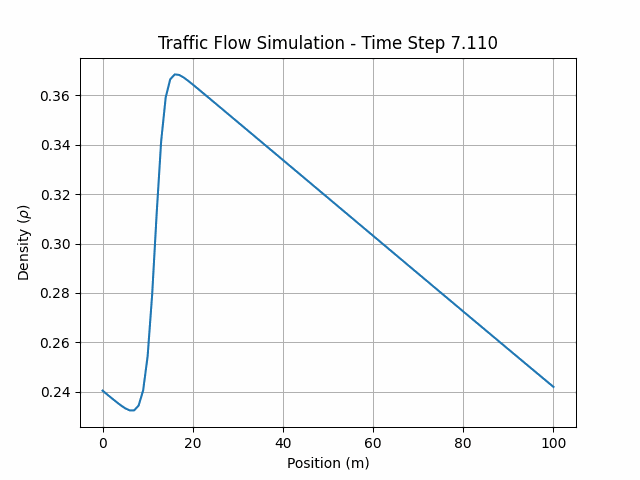 Traffic Flow Simulation - Time Step 7.110
0.36
0.34
0.32
0.30
0.28
0.26
0.24
Density (ρ)
0 20 40 60 80 100
Position (m)